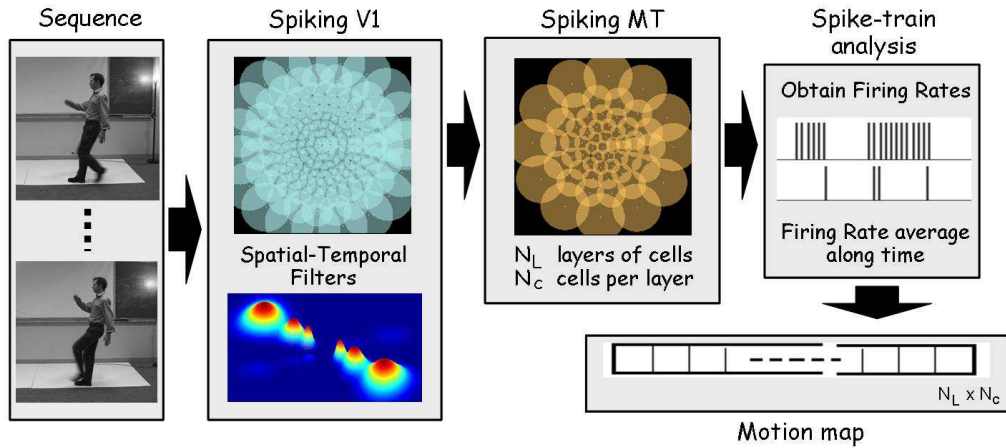 Sequence
Spiking V1
Spatial-Temporal
Filters
Spiking MT
N_L layers of cells
N_c cells per layer
Spike-train
analysis
Obtain Firing Rates
Firing Rate average
along time
N_L x N_c
Motion map